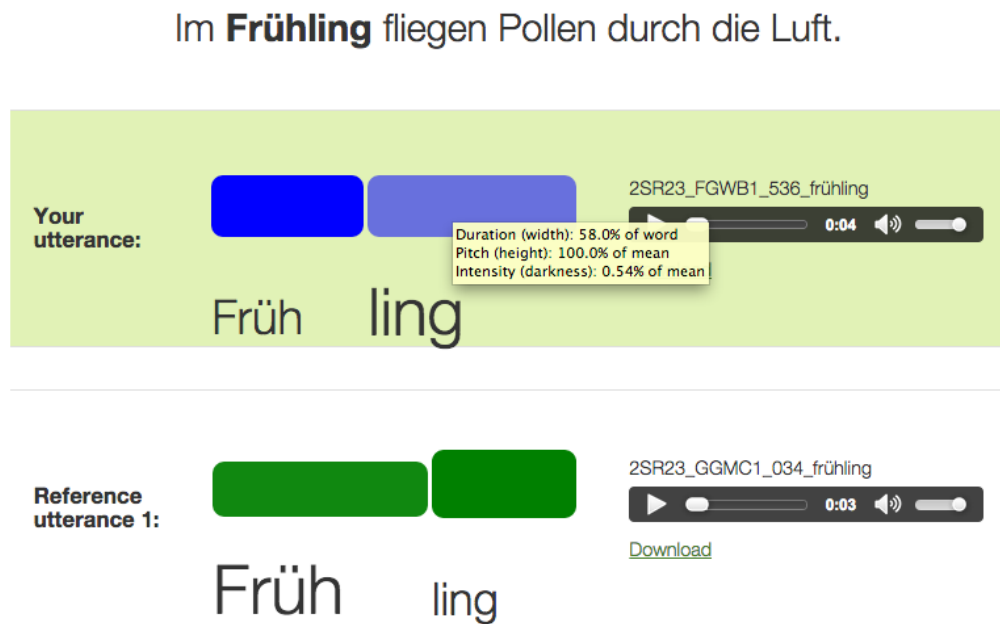 Im Frühling fliegen Pollen durch die Luft.
Your
utterance:
2SR23_FGWB1_536_frühling
0:04
Duration (width): 58.0% of word
Pitch (height): 100.0% of mean
Intensity (darkness): 0.54% of mean
Früh ling
Reference
utterance 1:
2SR23_GGMC1_034_frühling
0:03
Download
Früh ling